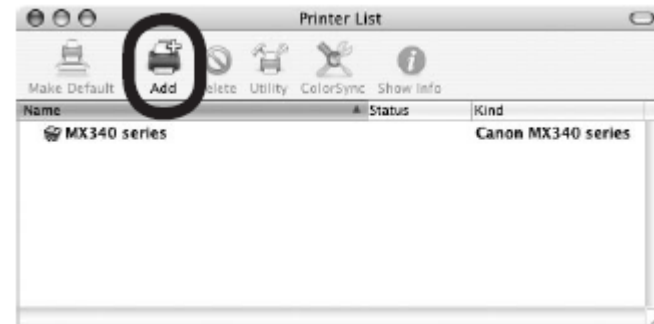 Printer List
Make Default Add elete Utility ColorSync Show Info
Name Status Kind
MX340 series Canon MX340 series